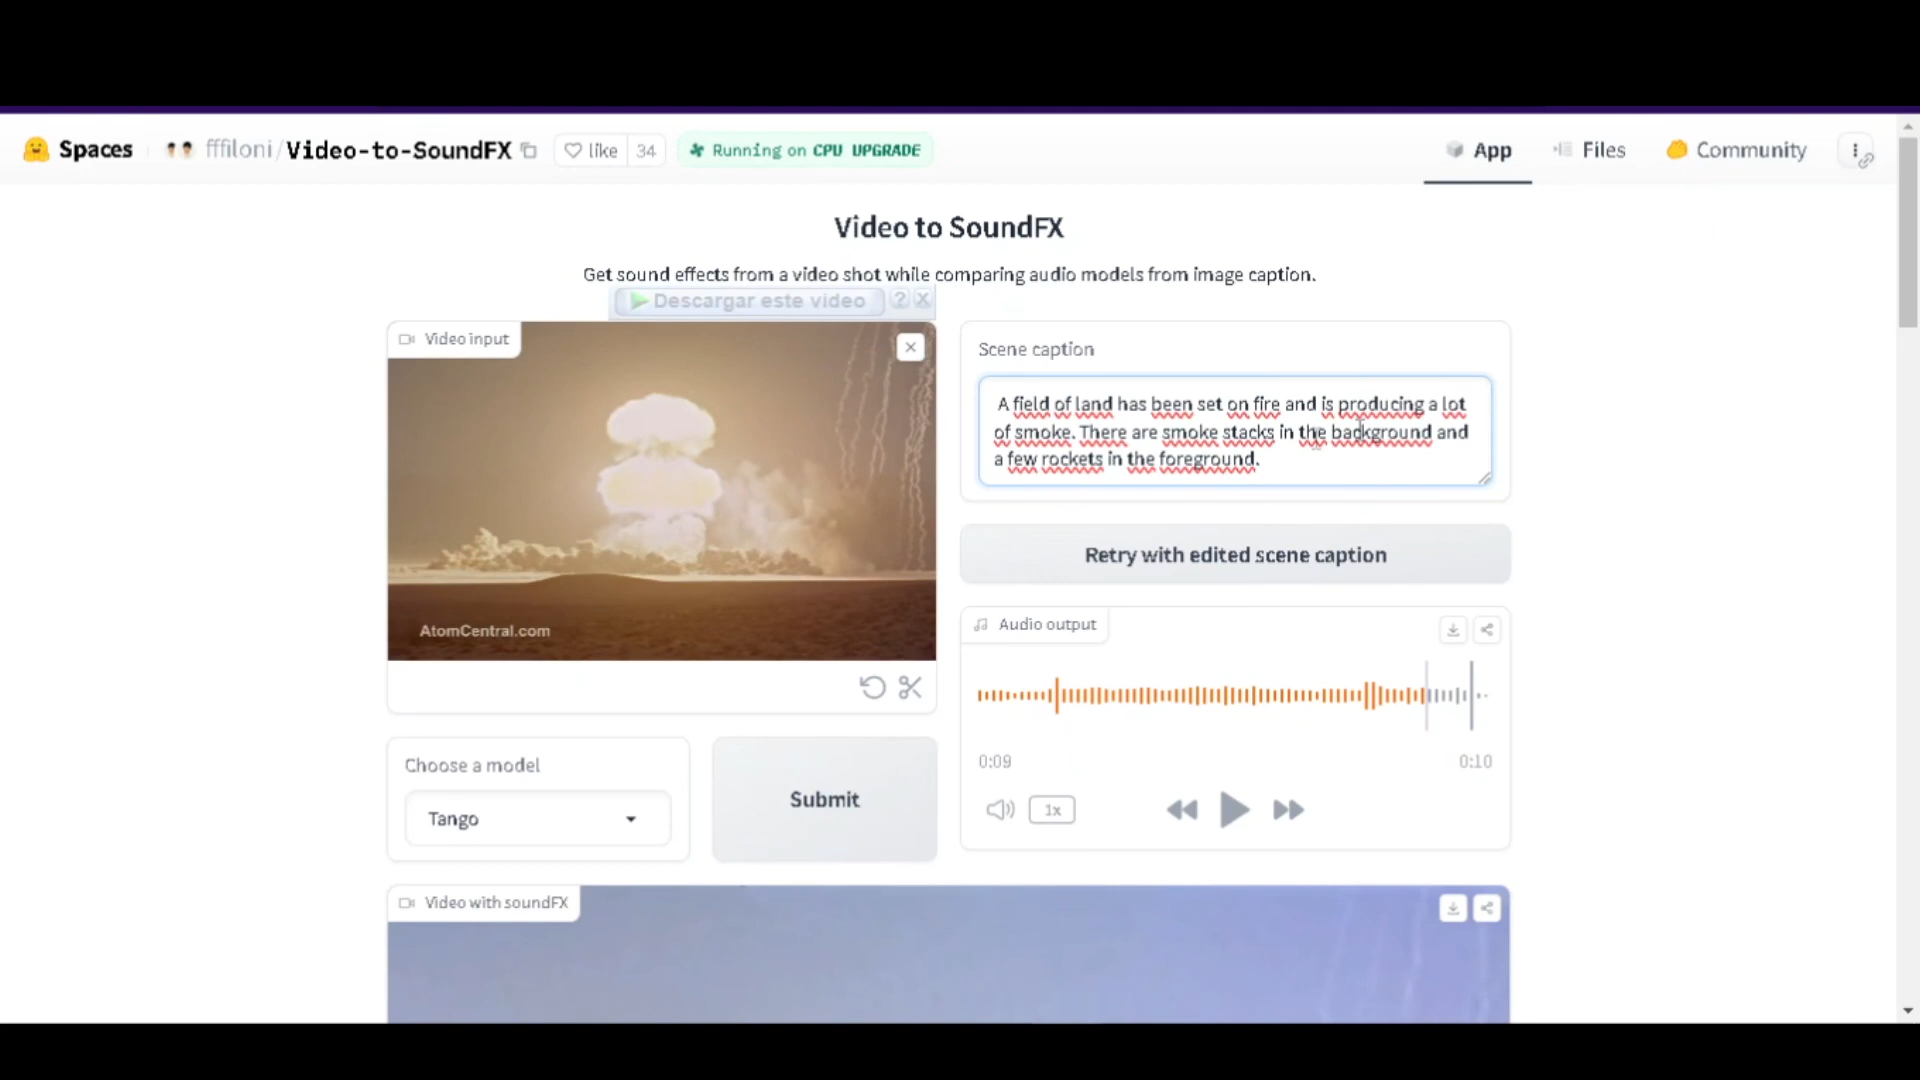 Spaces
fffiloni/Video-to-SoundFX
like 34
Running on CPU UPGRADE
App
Files
Community
Video to SoundFX
Get sound effects from a video shot while comparing audio models from image caption.
Descargar este video ? X
Video input
AtomCentral.com
Scene caption
A field of land has been set on fire and is producing a lot
of smoke. There are smoke stacks in the background and
a few rockets in the foreground.
Retry with edited scene caption
Audio output
0:09
0:10
1x
Choose a model
Tango
Submit
Video with soundFX